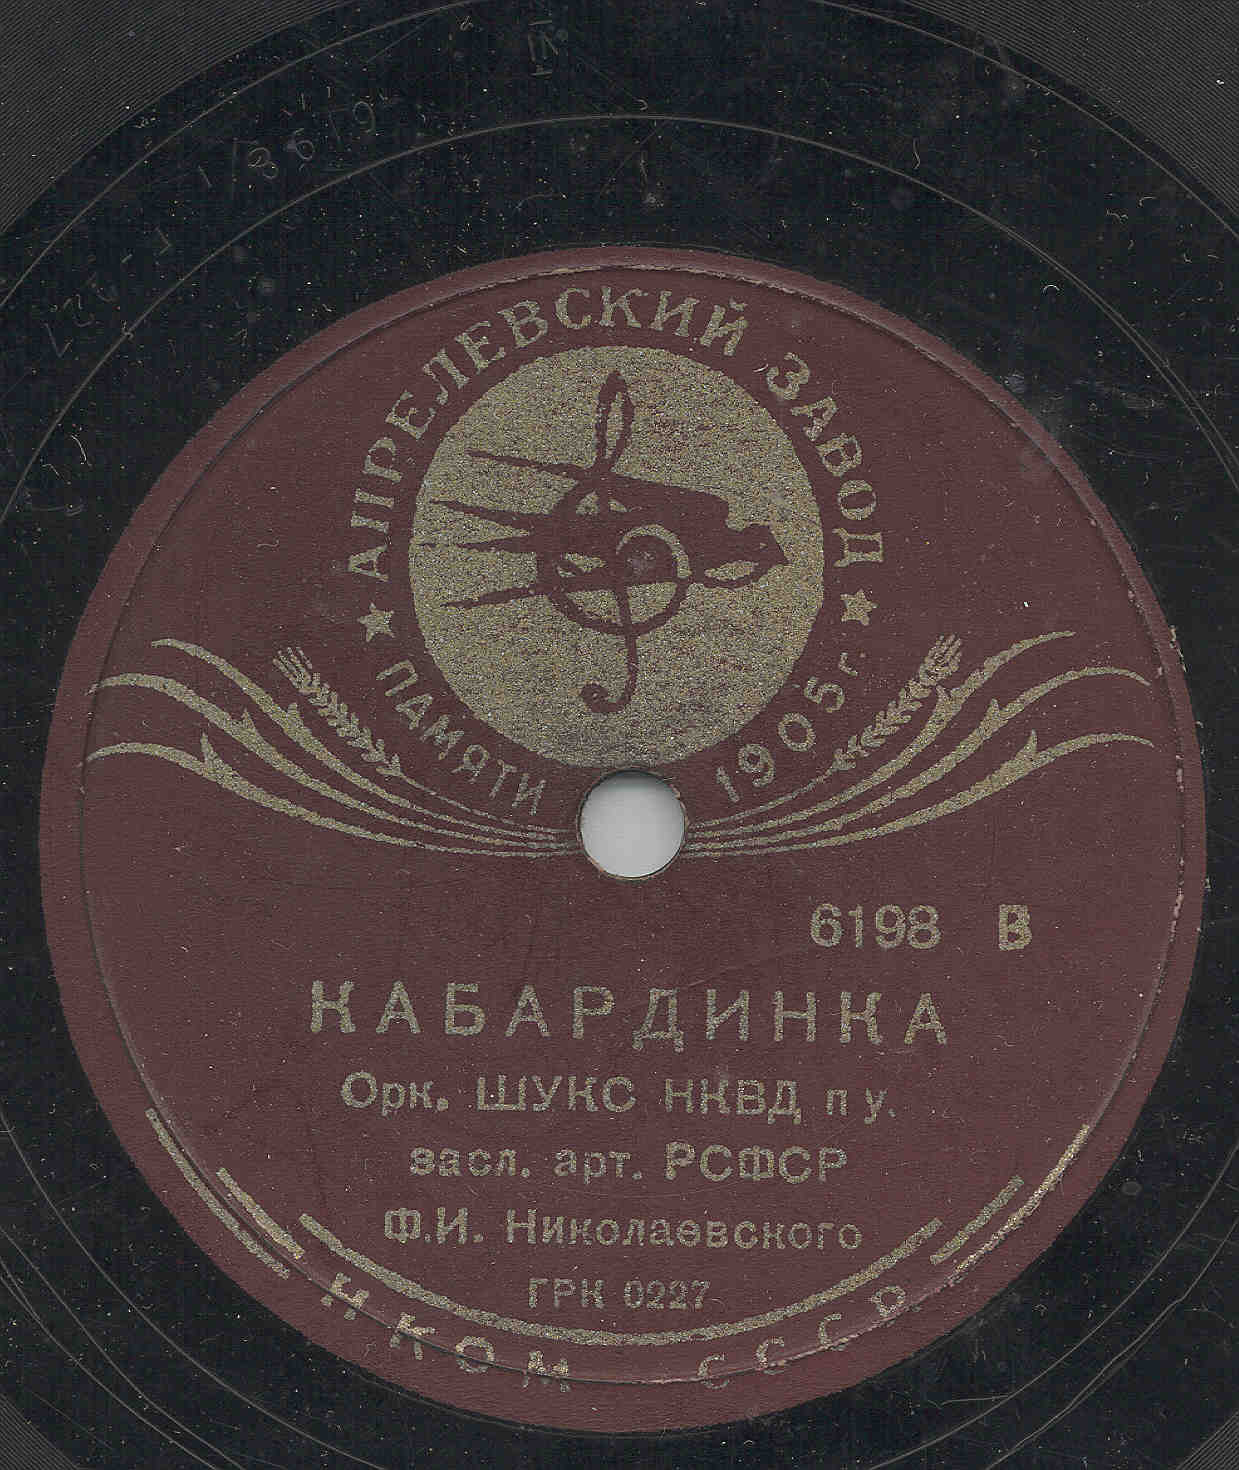 АПРЕЛЕВСКИЙ ЗАВОД
ПАМЯТИ 1905 г.
6198 В
КАБАРДИНКА
Орк. ШУКС НКВД п у.
засл. арт. РСФСР
Ф.И. Николаевского
ГРК 0227
НКОМ СССР